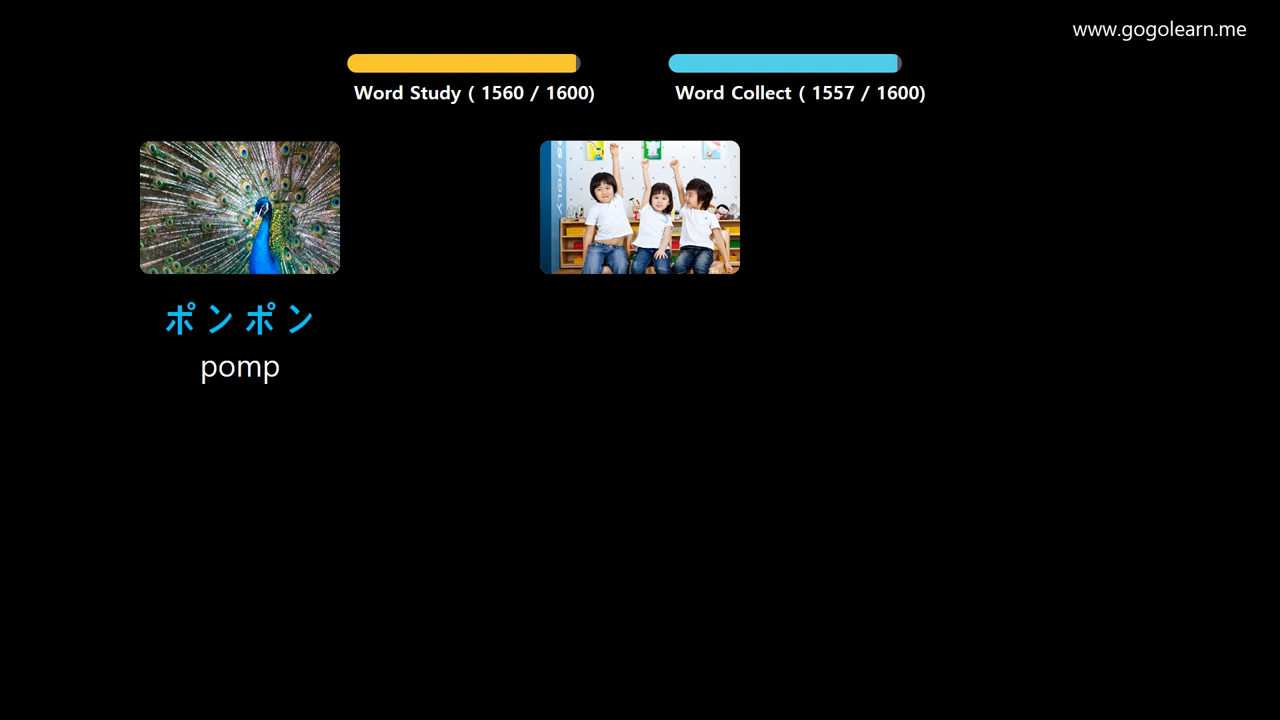 www.gogolearn.me
Word Study ( 1560 / 1600)
Word Collect ( 1557 / 1600)
ポンポン
pomp